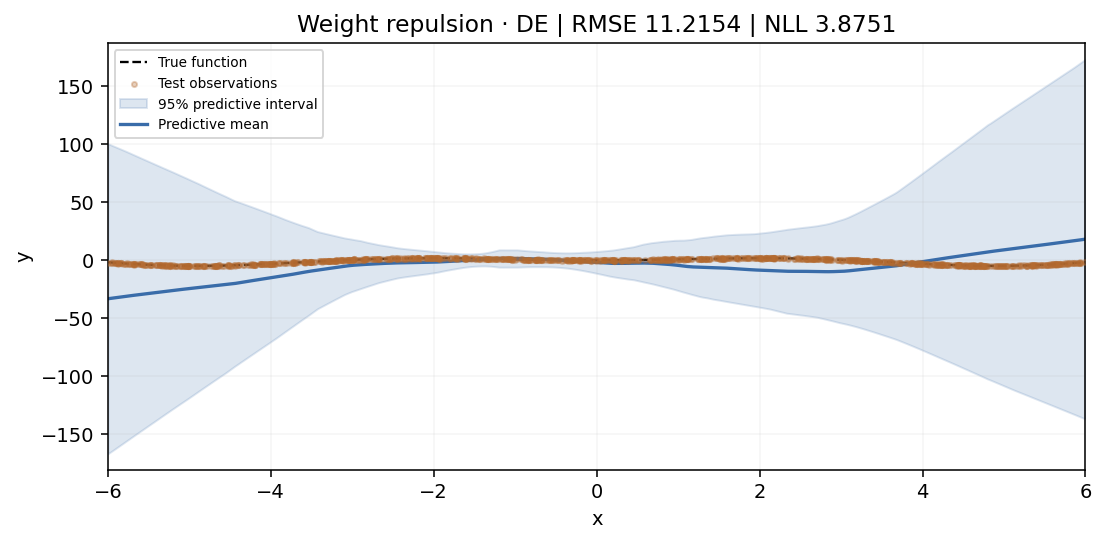 Weight repulsion · DE | RMSE 11.2154 | NLL 3.8751
True function
Test observations
95% predictive interval
Predictive mean
150
100
50
0
−50
−100
−150
y
−6
−4
−2
0
2
4
6
x